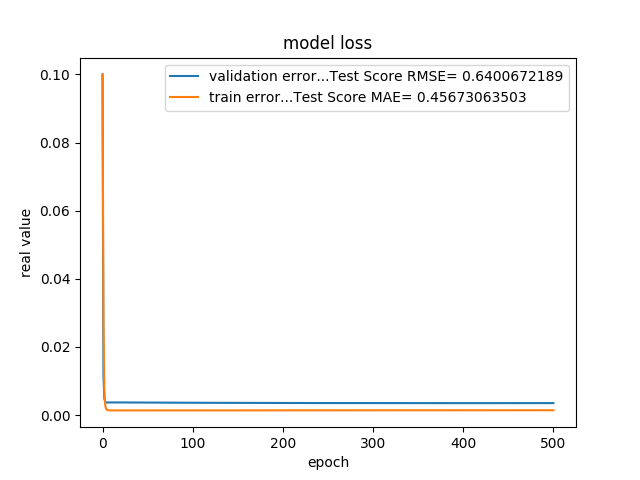 model loss
validation error...Test Score RMSE= 0.6400672189
train error...Test Score MAE= 0.45673063503
real value
0.10
0.08
0.06
0.04
0.02
0.00
0
100
200
300
400
500
epoch